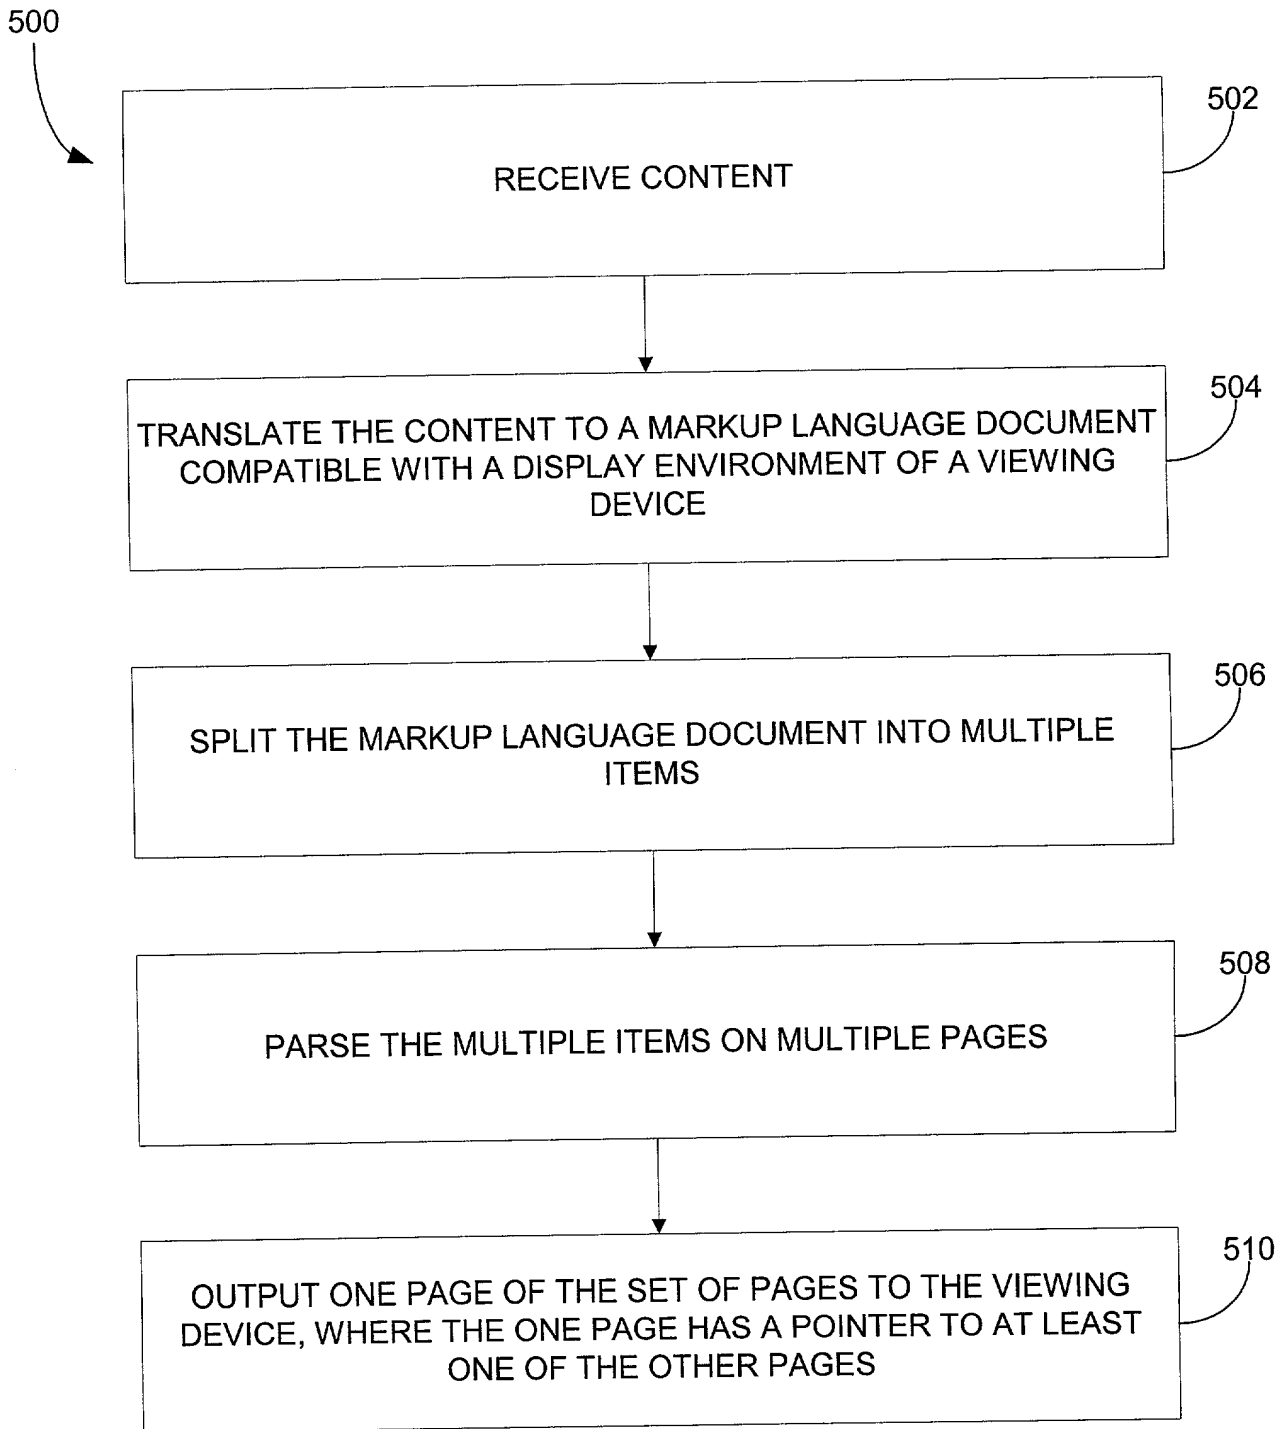 500
502
RECEIVE CONTENT
504
TRANSLATE THE CONTENT TO A MARKUP LANGUAGE DOCUMENT
COMPATIBLE WITH A DISPLAY ENVIRONMENT OF A VIEWING
DEVICE
506
SPLIT THE MARKUP LANGUAGE DOCUMENT INTO MULTIPLE
ITEMS
508
PARSE THE MULTIPLE ITEMS ON MULTIPLE PAGES
510
OUTPUT ONE PAGE OF THE SET OF PAGES TO THE VIEWING
DEVICE, WHERE THE ONE PAGE HAS A POINTER TO AT LEAST
ONE OF THE OTHER PAGES